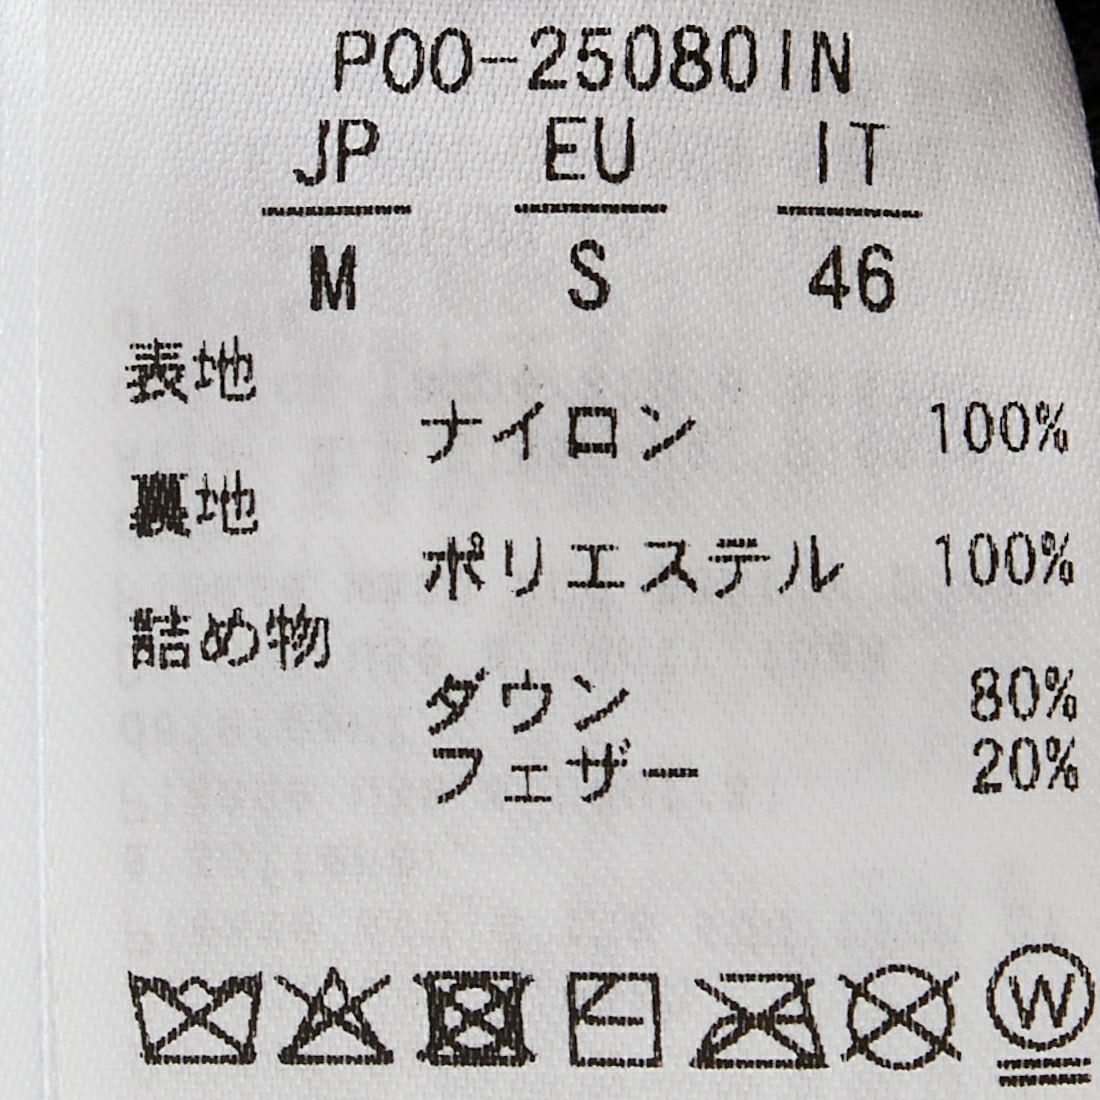 P00-25080IN
JP EU IT
M S 46
表地
ナイロン 100%
裏地
ポリエステル 100%
詰め物
ダウン 80%
フェザー 20%
W